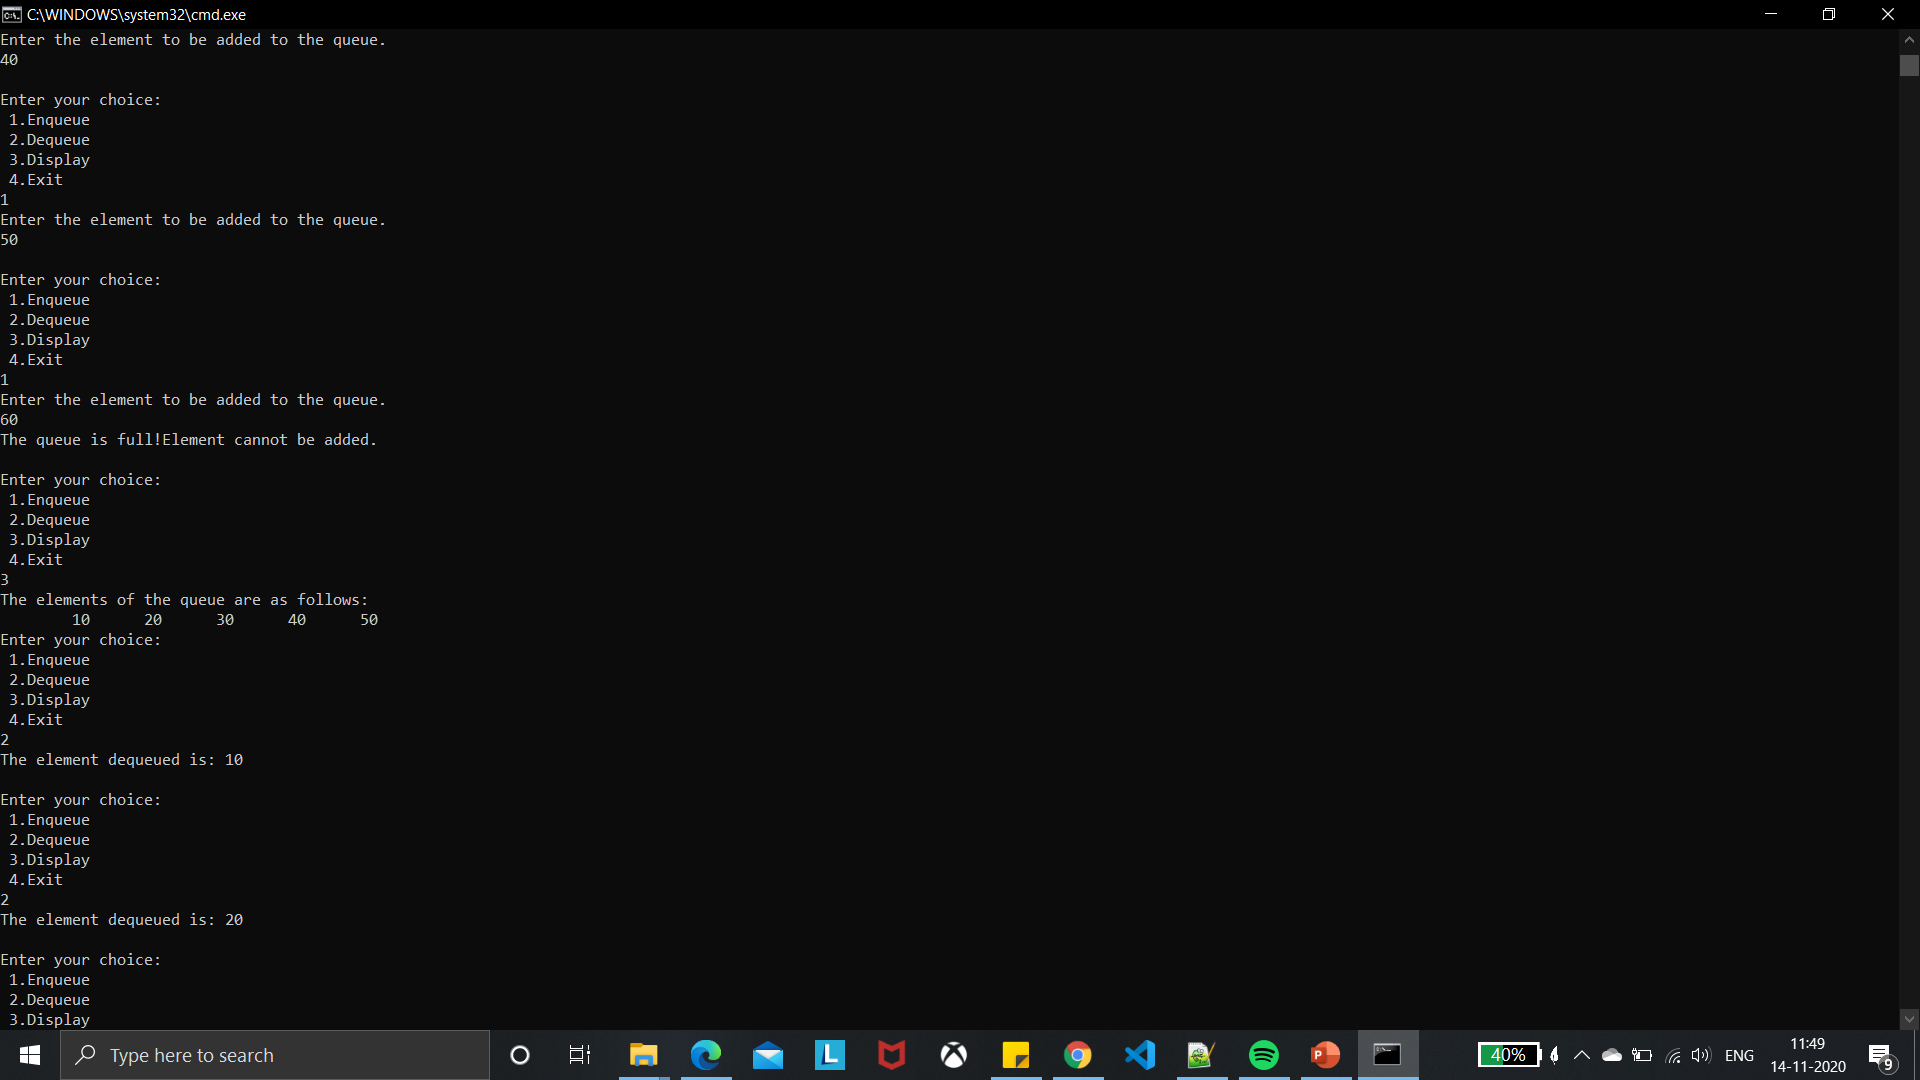 C:\WINDOWS\system32\cmd.exe
Enter the element to be added to the queue.
40
Enter your choice:
1.Enqueue
2.Dequeue
3.Display
4.Exit
1
Enter the element to be added to the queue.
50
Enter your choice:
1.Enqueue
2.Dequeue
3.Display
4.Exit
1
Enter the element to be added to the queue.
60
The queue is full!Element cannot be added.
Enter your choice:
1.Enqueue
2.Dequeue
3.Display
4.Exit
3
The elements of the queue are as follows:
10 20 30 40 50
Enter your choice:
1.Enqueue
2.Dequeue
3.Display
4.Exit
2
The element dequeued is: 10
Enter your choice:
1.Enqueue
2.Dequeue
3.Display
4.Exit
2
The element dequeued is: 20
Enter your choice:
1.Enqueue
2.Dequeue
3.Display
Type here to search
L
P
40%
ENG
11:49
14-11-2020
9